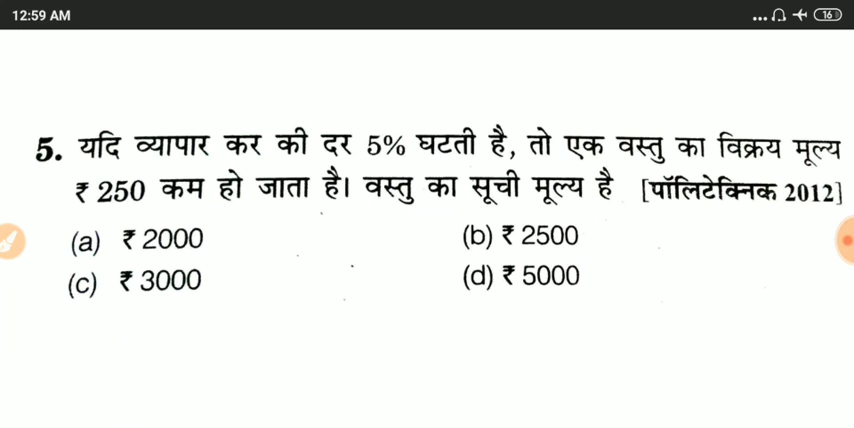 12:59 AM
16
5. यदि व्यापार कर की दर 5% घटती है, तो एक वस्तु का विक्रय मूल्य
₹ 250 कम हो जाता है। वस्तु का सूची मूल्य है [पॉलिटेक्निक 2012]
(a) ₹ 2000 (b) ₹ 2500
(c) ₹ 3000 (d) ₹ 5000